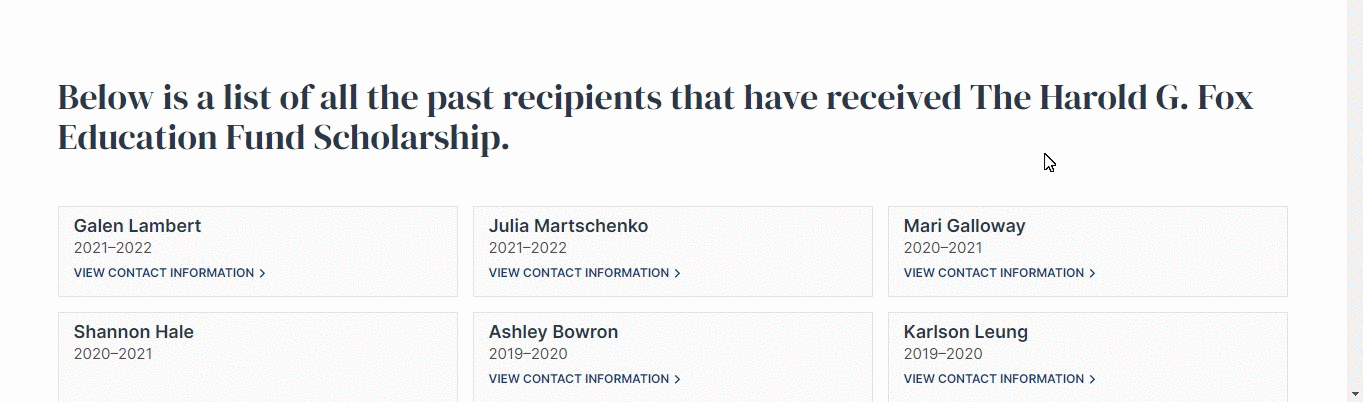 Below is a list of all the past recipients that have received The Harold G. Fox
Education Fund Scholarship.
Galen Lambert
2021–2022
VIEW CONTACT INFORMATION
Julia Martschenko
2021–2022
VIEW CONTACT INFORMATION
Mari Galloway
2020–2021
VIEW CONTACT INFORMATION
Shannon Hale
2020–2021
Ashley Bowron
2019–2020
VIEW CONTACT INFORMATION
Karlson Leung
2019–2020
VIEW CONTACT INFORMATION